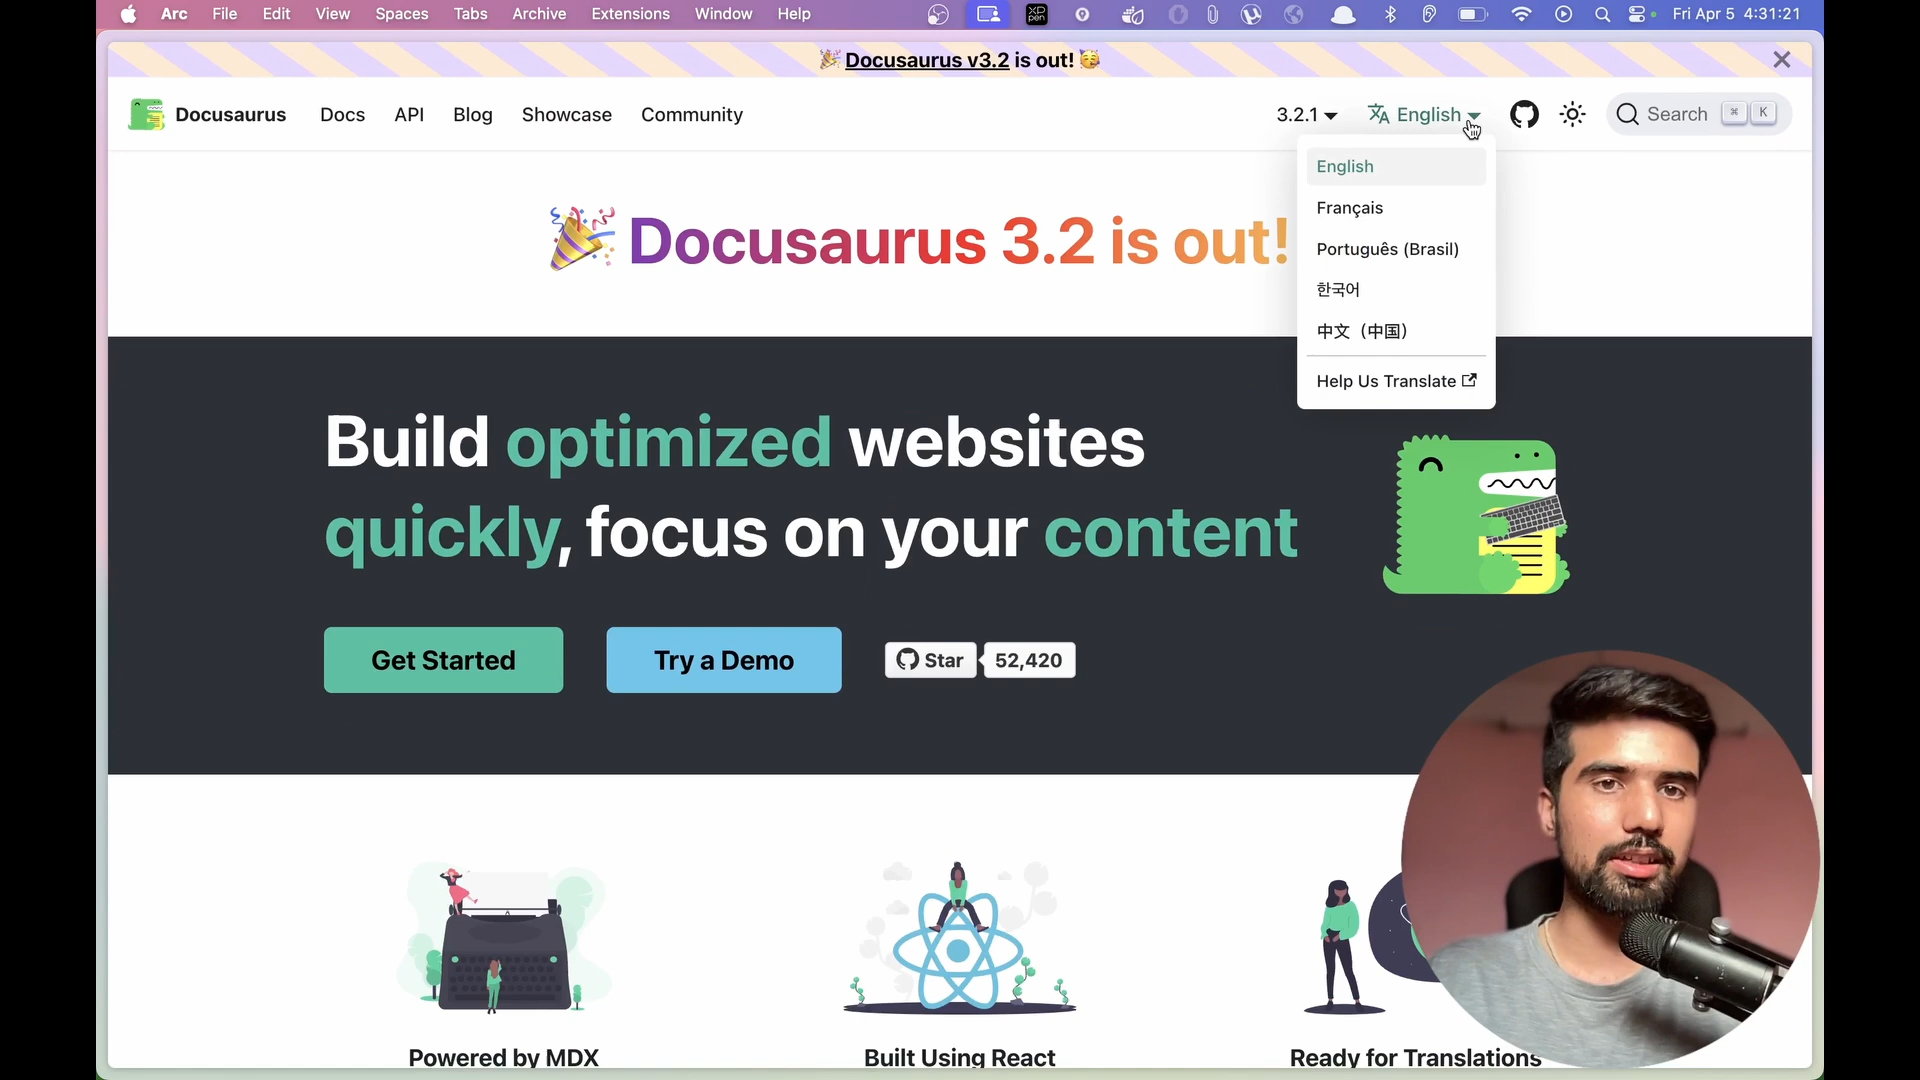 Arc File Edit View Spaces Tabs Archive Extensions Window Help XP PEN Fri Apr 5 4:31:21
🎉 Docusaurus v3.2 is out! 🥳
Docusaurus Docs API Blog Showcase Community 3.2.1 English Search ⌘ K
English
Français
Português (Brasil)
한국어
中文（中国）
Help Us Translate
🎉 Docusaurus 3.2 is out!
Build optimized websites
quickly, focus on your content
Get Started Try a Demo Star 52,420
Powered by MDX Built Using React Ready for Translations